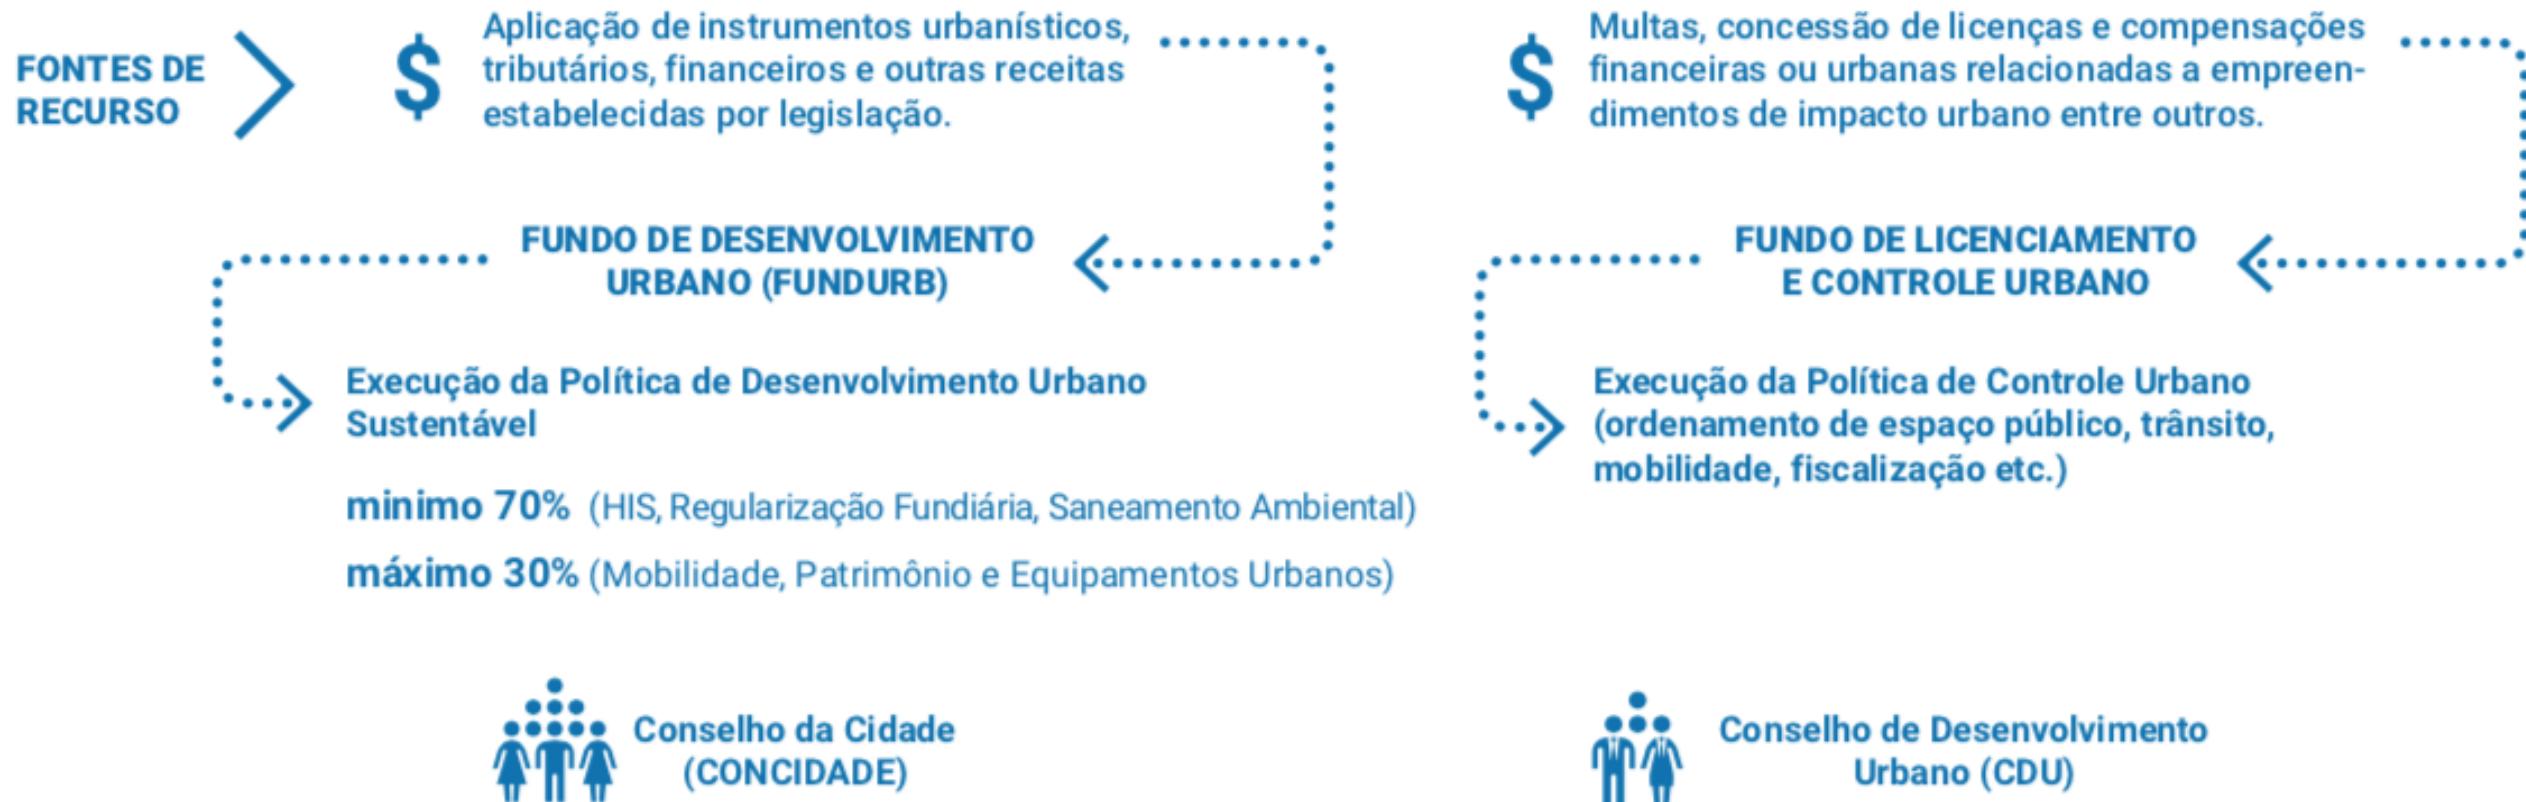 FONTES DE
RECURSO
$
Aplicação de instrumentos urbanísticos,
tributários, financeiros e outras receitas
estabelecidas por legislação.
FUNDO DE DESENVOLVIMENTO
URBANO (FUNDURB)
Execução da Política de Desenvolvimento Urbano
Sustentável
minimo 70% (HIS, Regularização Fundiária, Saneamento Ambiental)
máximo 30% (Mobilidade, Patrimônio e Equipamentos Urbanos)
Conselho da Cidade
(CONCIDADE)
$
Multas, concessão de licenças e compensações
financeiras ou urbanas relacionadas a empreen-
dimentos de impacto urbano entre outros.
FUNDO DE LICENCIAMENTO
E CONTROLE URBANO
Execução da Política de Controle Urbano
(ordenamento de espaço público, trânsito,
mobilidade, fiscalização etc.)
Conselho de Desenvolvimento
Urbano (CDU)